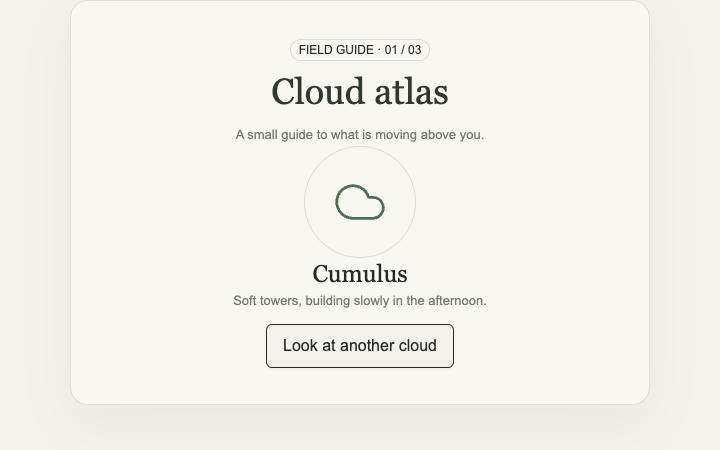 FIELD GUIDE · 01 / 03
Cloud atlas
A small guide to what is moving above you.
Cumulus
Soft towers, building slowly in the afternoon.
Look at another cloud